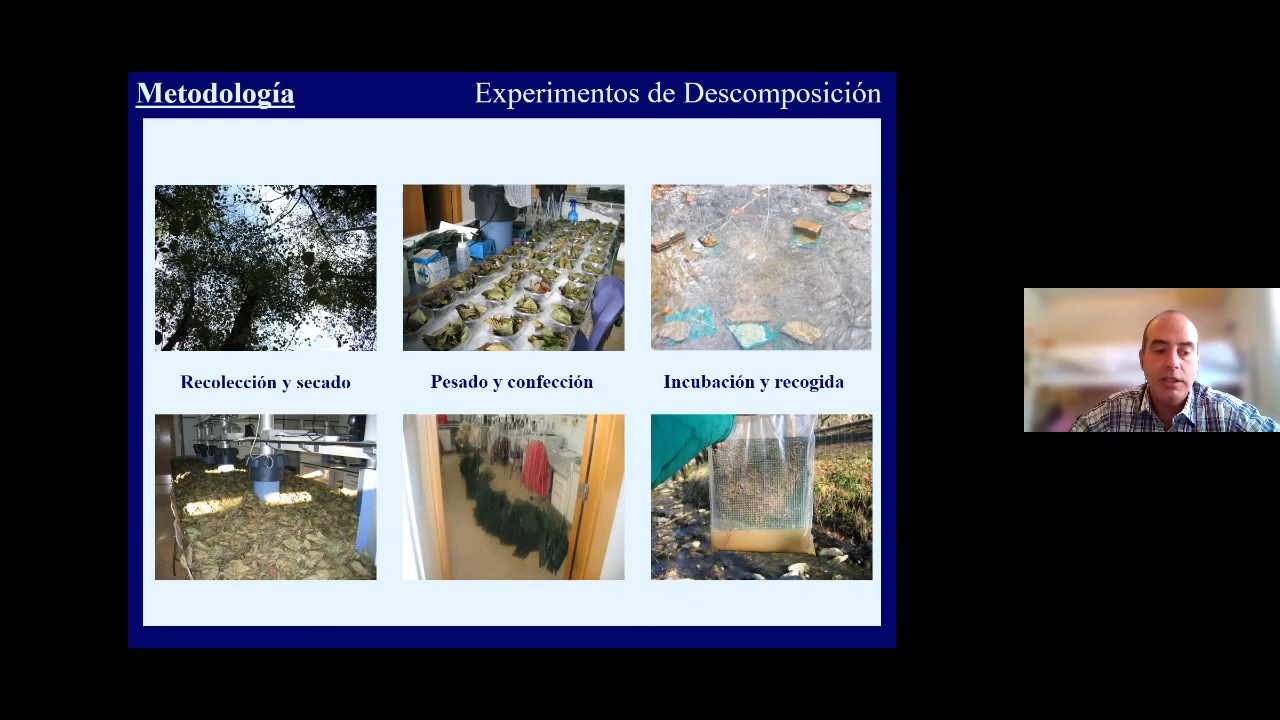 Metodología
Experimentos de Descomposición
Recolección y secado
Pesado y confección
Incubación y recogida